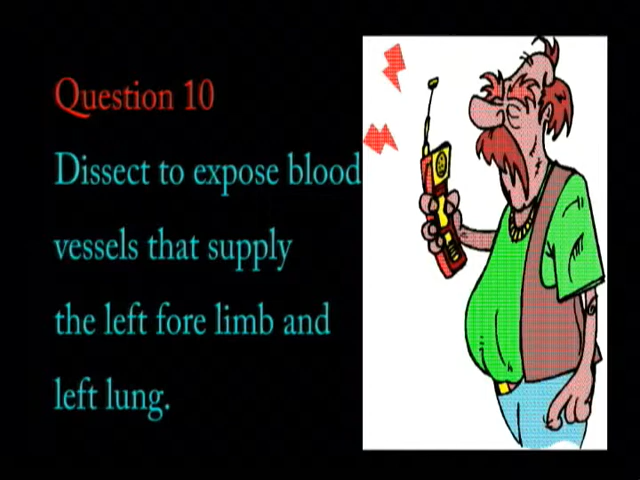 Question 10
Dissect to expose blood
vessels that supply
the left fore limb and
left lung.